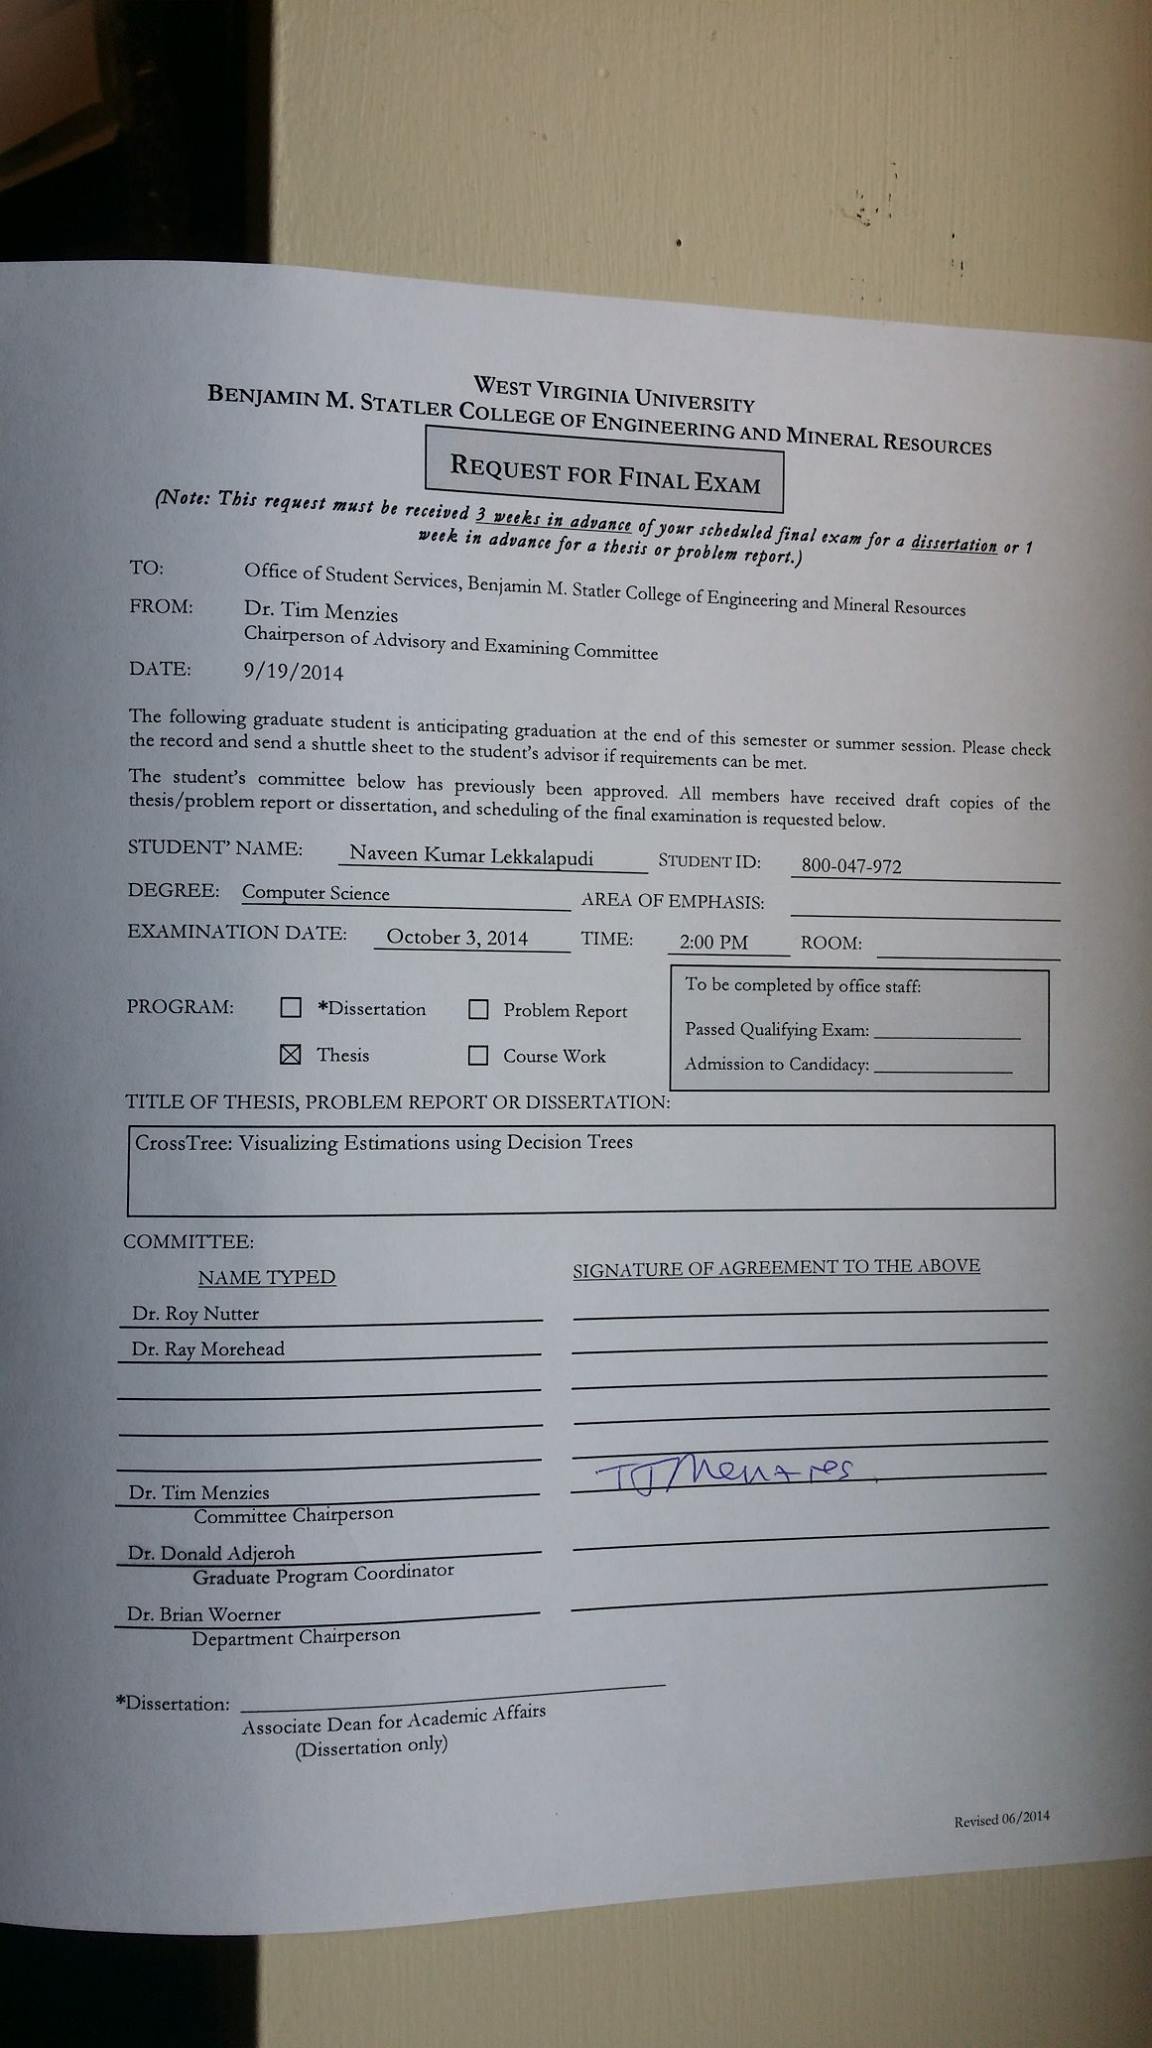 WEST VIRGINIA UNIVERSITY
BENJAMIN M. STATLER COLLEGE OF ENGINEERING AND MINERAL RESOURCES
REQUEST FOR FINAL EXAM
(Note: This request must be received 3 weeks in advance of your scheduled final exam for a dissertation or 1
week in advance for a thesis or problem report.)
TO: Office of Student Services, Benjamin M. Statler College of Engineering and Mineral Resources
FROM: Dr. Tim Menzies
Chairperson of Advisory and Examining Committee
DATE: 9/19/2014
The following graduate student is anticipating graduation at the end of this semester or summer session. Please check
the record and send a shuttle sheet to the student's advisor if requirements can be met.
The student's committee below has previously been approved. All members have received draft copies of the
thesis/problem report or dissertation, and scheduling of the final examination is requested below.
STUDENT' NAME: Naveen Kumar Lekkalapudi STUDENT ID: 800-047-972
DEGREE: Computer Science AREA OF EMPHASIS:
EXAMINATION DATE: October 3, 2014 TIME: 2:00 PM ROOM:
To be completed by office staff:
PROGRAM: *Dissertation Problem Report
Passed Qualifying Exam:
Thesis Course Work
Admission to Candidacy:
TITLE OF THESIS, PROBLEM REPORT OR DISSERTATION:
CrossTree: Visualizing Estimations using Decision Trees
COMMITTEE:
NAME TYPED SIGNATURE OF AGREEMENT TO THE ABOVE
Dr. Roy Nutter
Dr. Ray Morehead
Dr. Tim Menzies
Committee Chairperson
Dr. Donald Adjeroh
Graduate Program Coordinator
Dr. Brian Woerner
Department Chairperson
*Dissertation:
Associate Dean for Academic Affairs
(Dissertation only)
Revised 06/2014